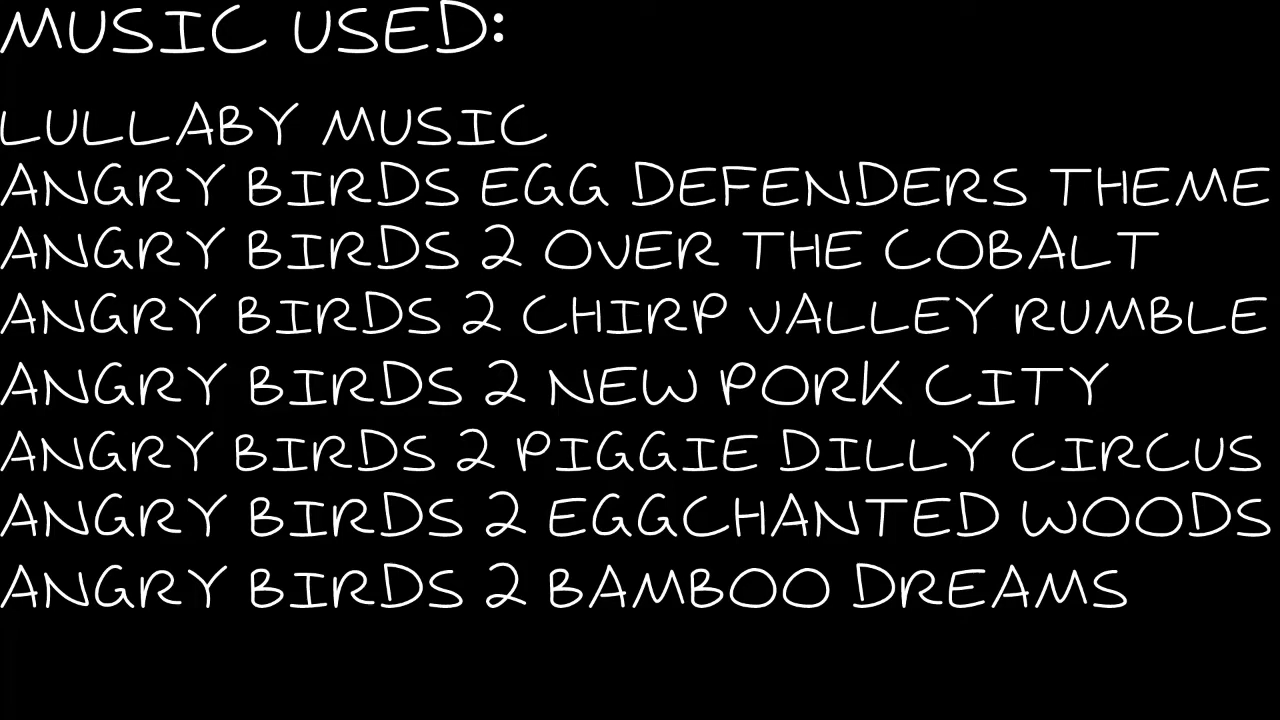 MUSIC USED:
LULLABY MUSIC
ANGRY BIRDS EGG DEFENDERS THEME
ANGRY BIRDS 2 OVER THE COBALT
ANGRY BIRDS 2 CHIRP VALLEY RUMBLE
ANGRY BIRDS 2 NEW PORK CITY
ANGRY BIRDS 2 PIGGIE DILLY CIRCUS
ANGRY BIRDS 2 EGGCHANTED WOODS
ANGRY BIRDS 2 BAMBOO DREAMS